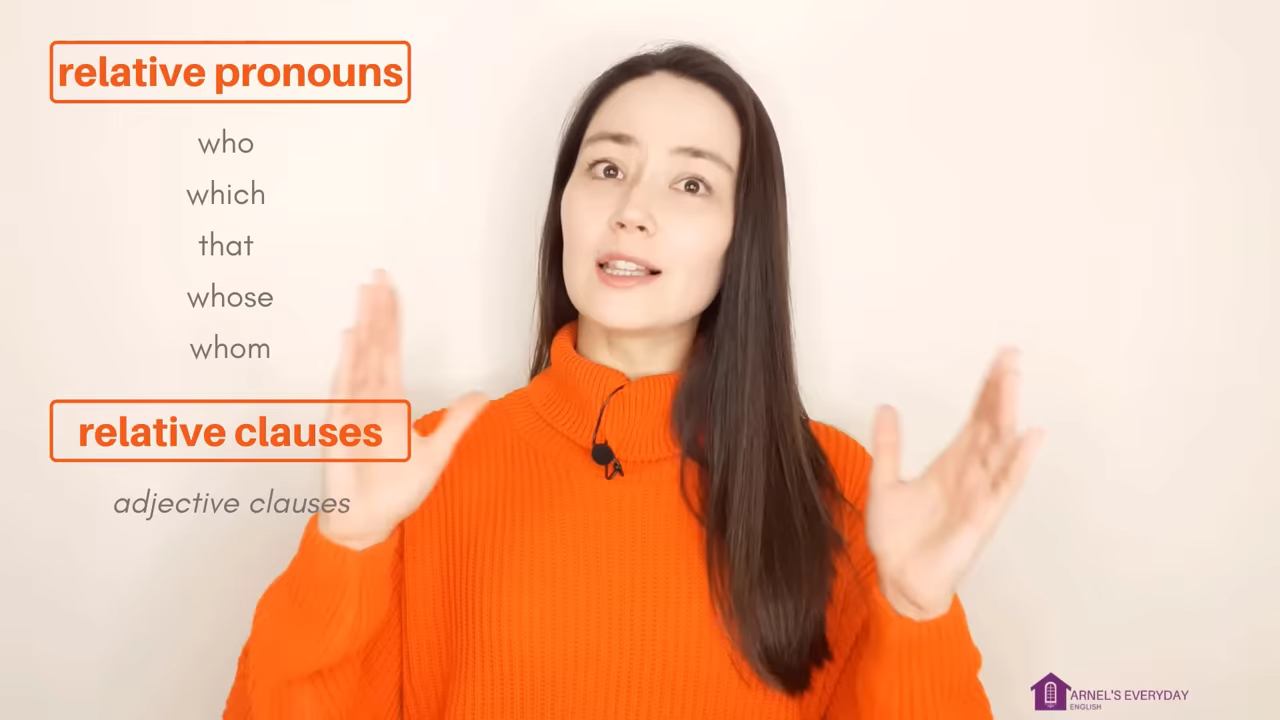 relative pronouns
who
which
that
whose
whom
relative clauses
adjective clauses
ARNEL'S EVERYDAY
ENGLISH